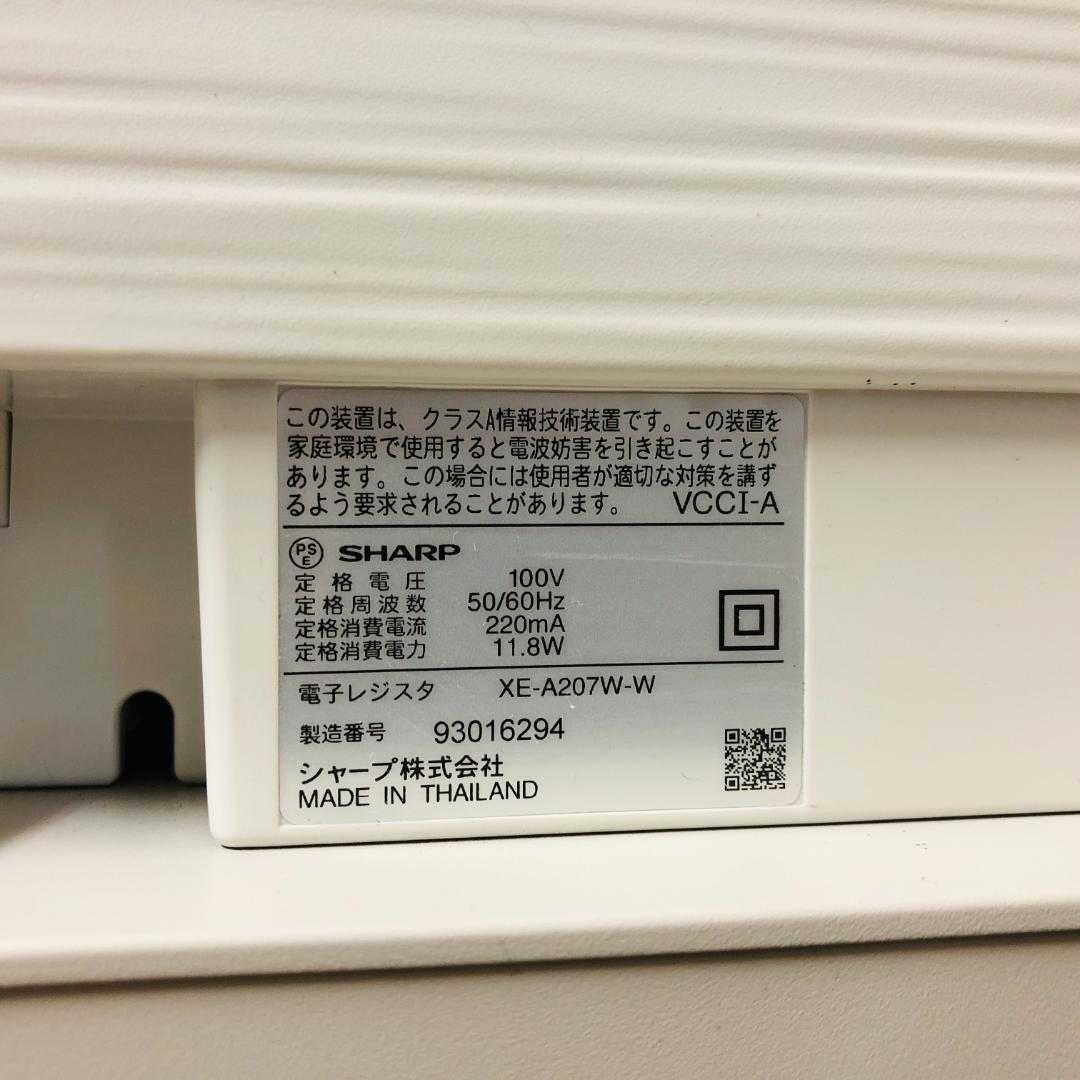 この装置は、クラスA情報技術装置です。この装置を
家庭環境で使用すると電波妨害を引き起こすことが
あります。この場合には使用者が適切な対策を講ず
るよう要求されることがあります。 VCCI-A
PS E SHARP
定格電圧 100V
定格周波数 50/60Hz
定格消費電流 220mA
定格消費電力 11.8W
電子レジスタ XE-A207W-W
製造番号 93016294
シャープ株式会社
MADE IN THAILAND